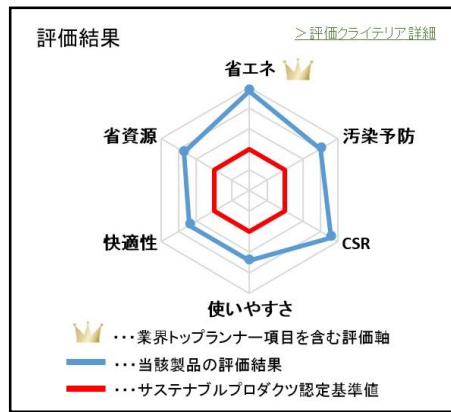 評価結果
＞評価クライテリア詳細
省エネ
省資源
汚染予防
快適性
CSR
使いやすさ
･･･業界トップランナー項目を含む評価軸
･･･当該製品の評価結果
･･･サステナブルプロダクツ認定基準値